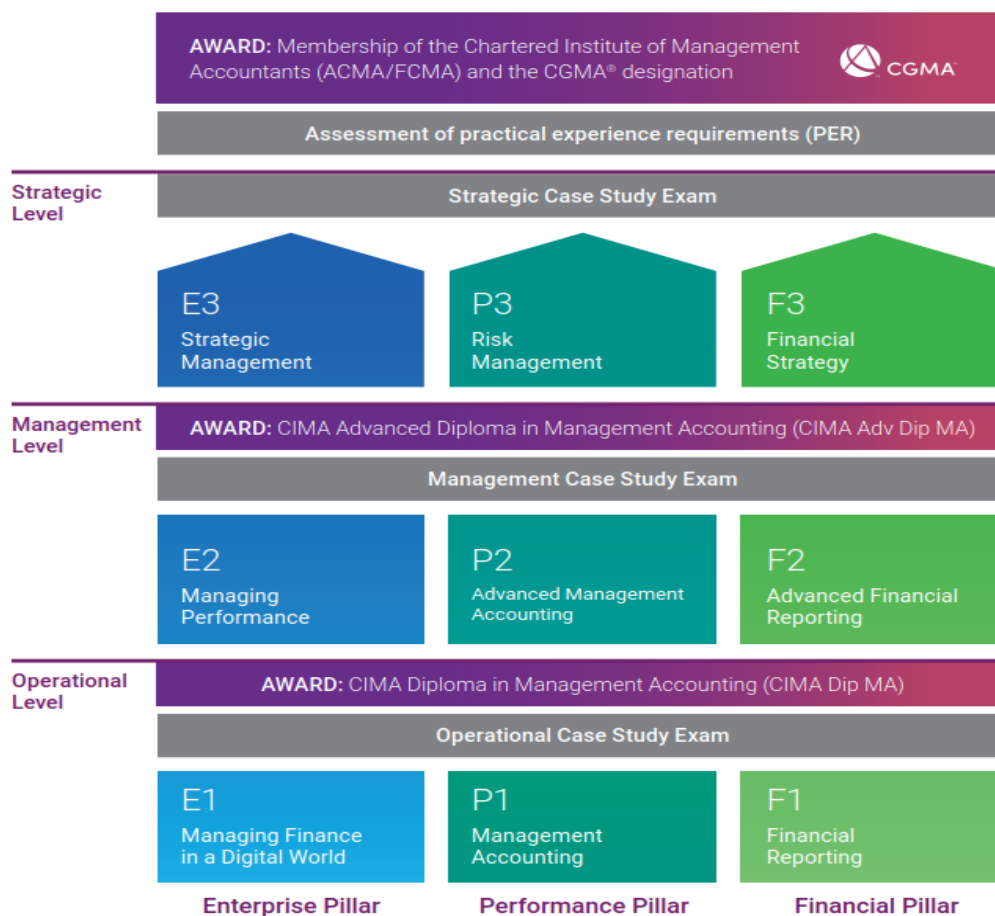 AWARD: Membership of the Chartered Institute of Management
Accountants (ACMA/FCMA) and the CGMA® designation
CGMA™
Assessment of practical experience requirements (PER)
Strategic
Level
Strategic Case Study Exam
E3
Strategic
Management
P3
Risk
Management
F3
Financial
Strategy
Management
Level
AWARD: CIMA Advanced Diploma in Management Accounting (CIMA Adv Dip MA)
Management Case Study Exam
E2
Managing
Performance
P2
Advanced Management
Accounting
F2
Advanced Financial
Reporting
Operational
Level
AWARD: CIMA Diploma in Management Accounting (CIMA Dip MA)
Operational Case Study Exam
E1
Managing Finance
in a Digital World
P1
Management
Accounting
F1
Financial
Reporting
Enterprise Pillar
Performance Pillar
Financial Pillar